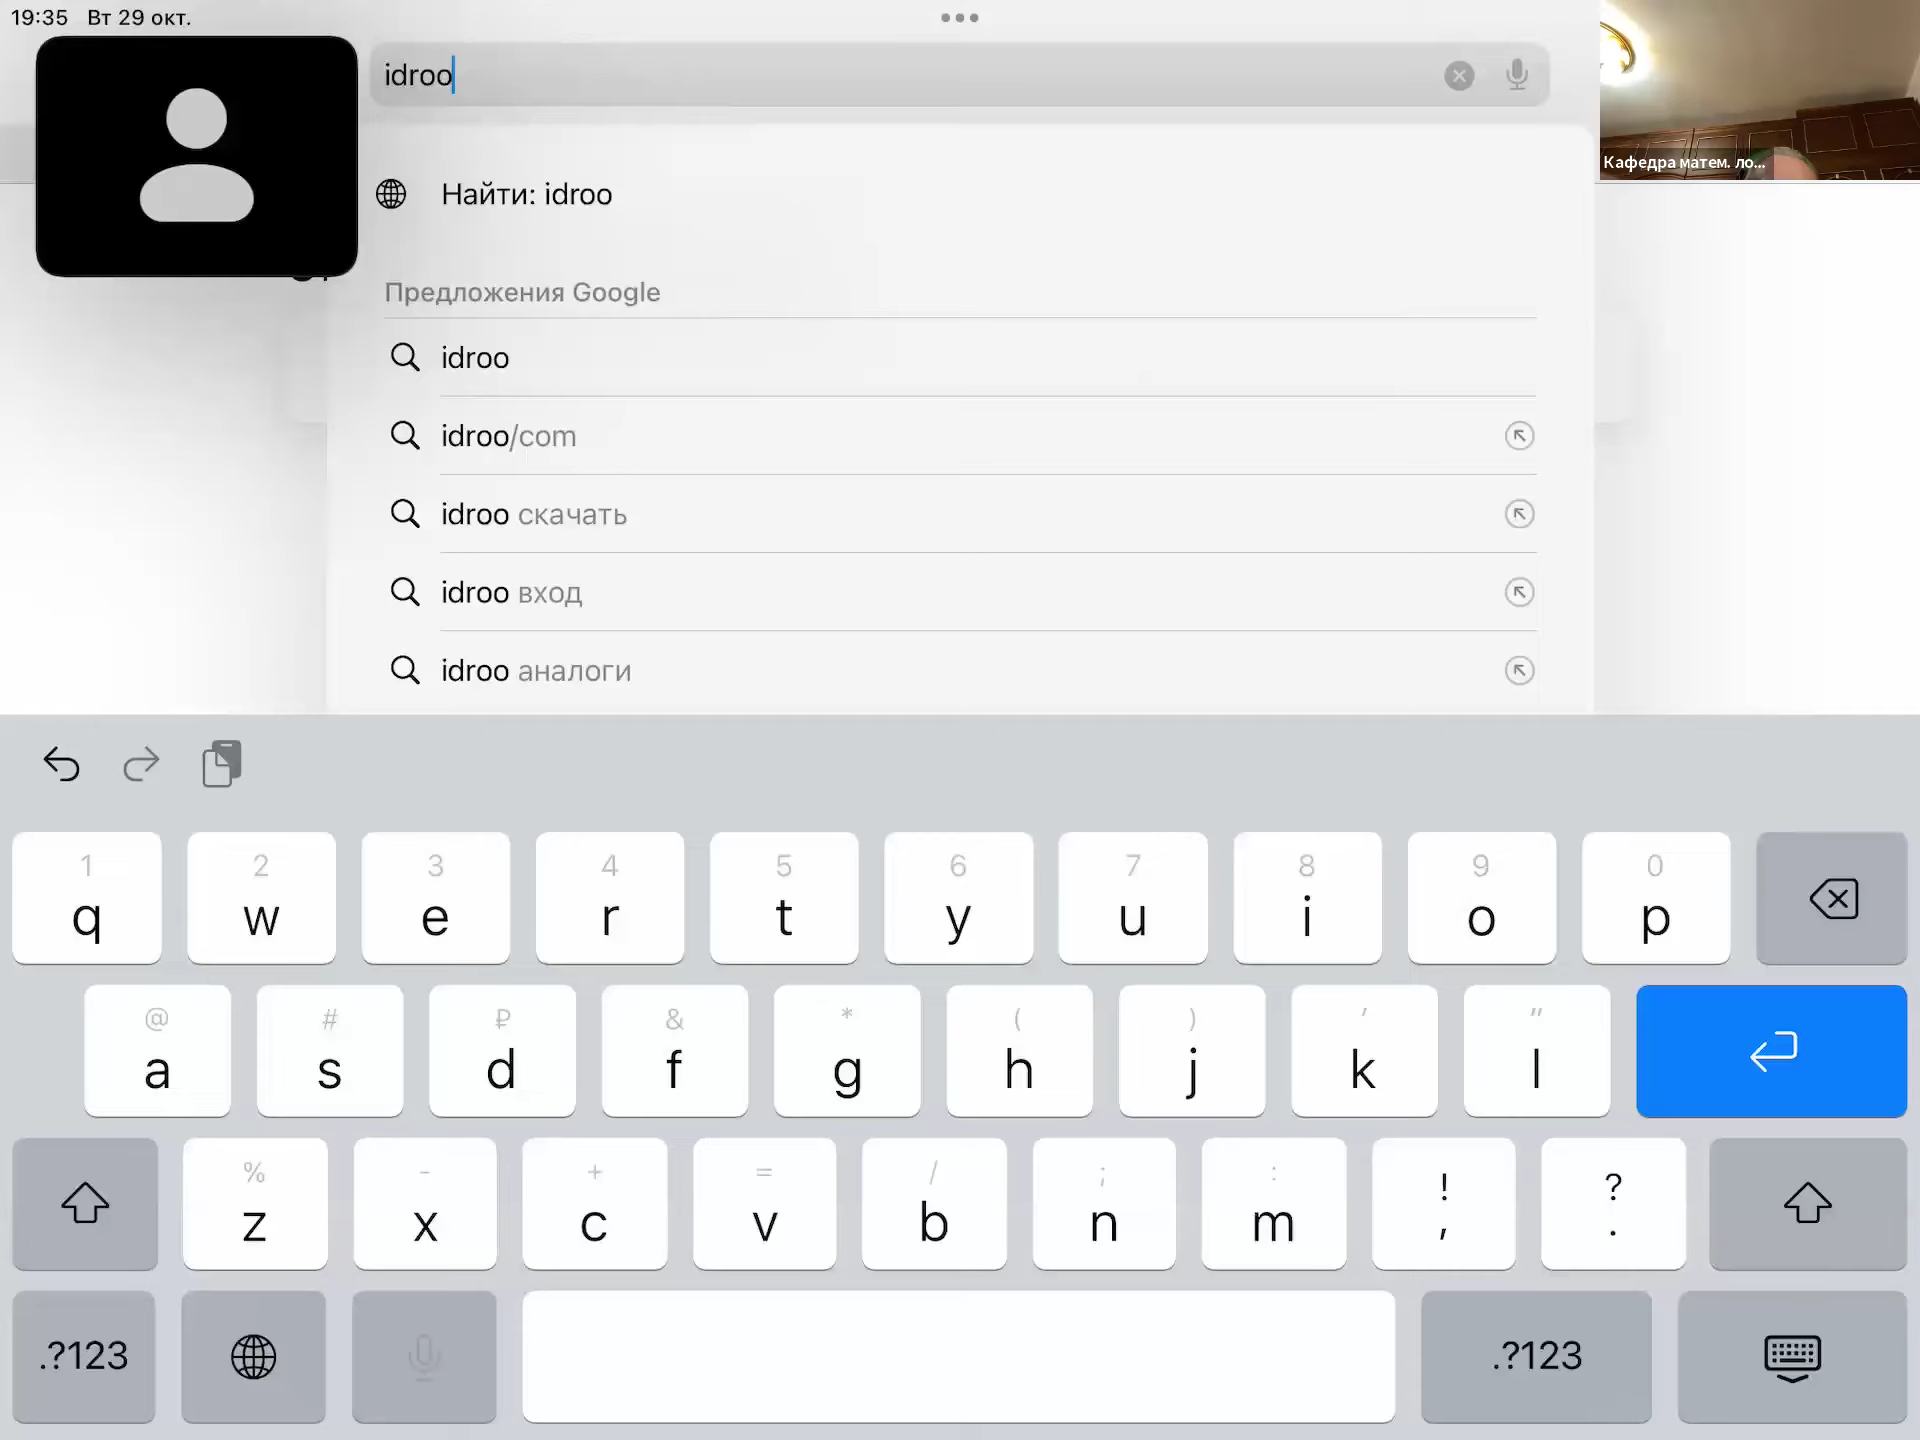 19:35 Вт 29 окт.
idroo
Кафедра матем. ло...
Найти: idroo
Предложения Google
idroo
idroo/com
idroo скачать
idroo вход
idroo аналоги
1 2 3 4 5 6 7 8 9 0
q w e r t y u i o p
@ # ₽ & * ( ) ' "
a s d f g h j k l
% - + = / ; : ! ?
z x c v b n m , .
.?123 .?123